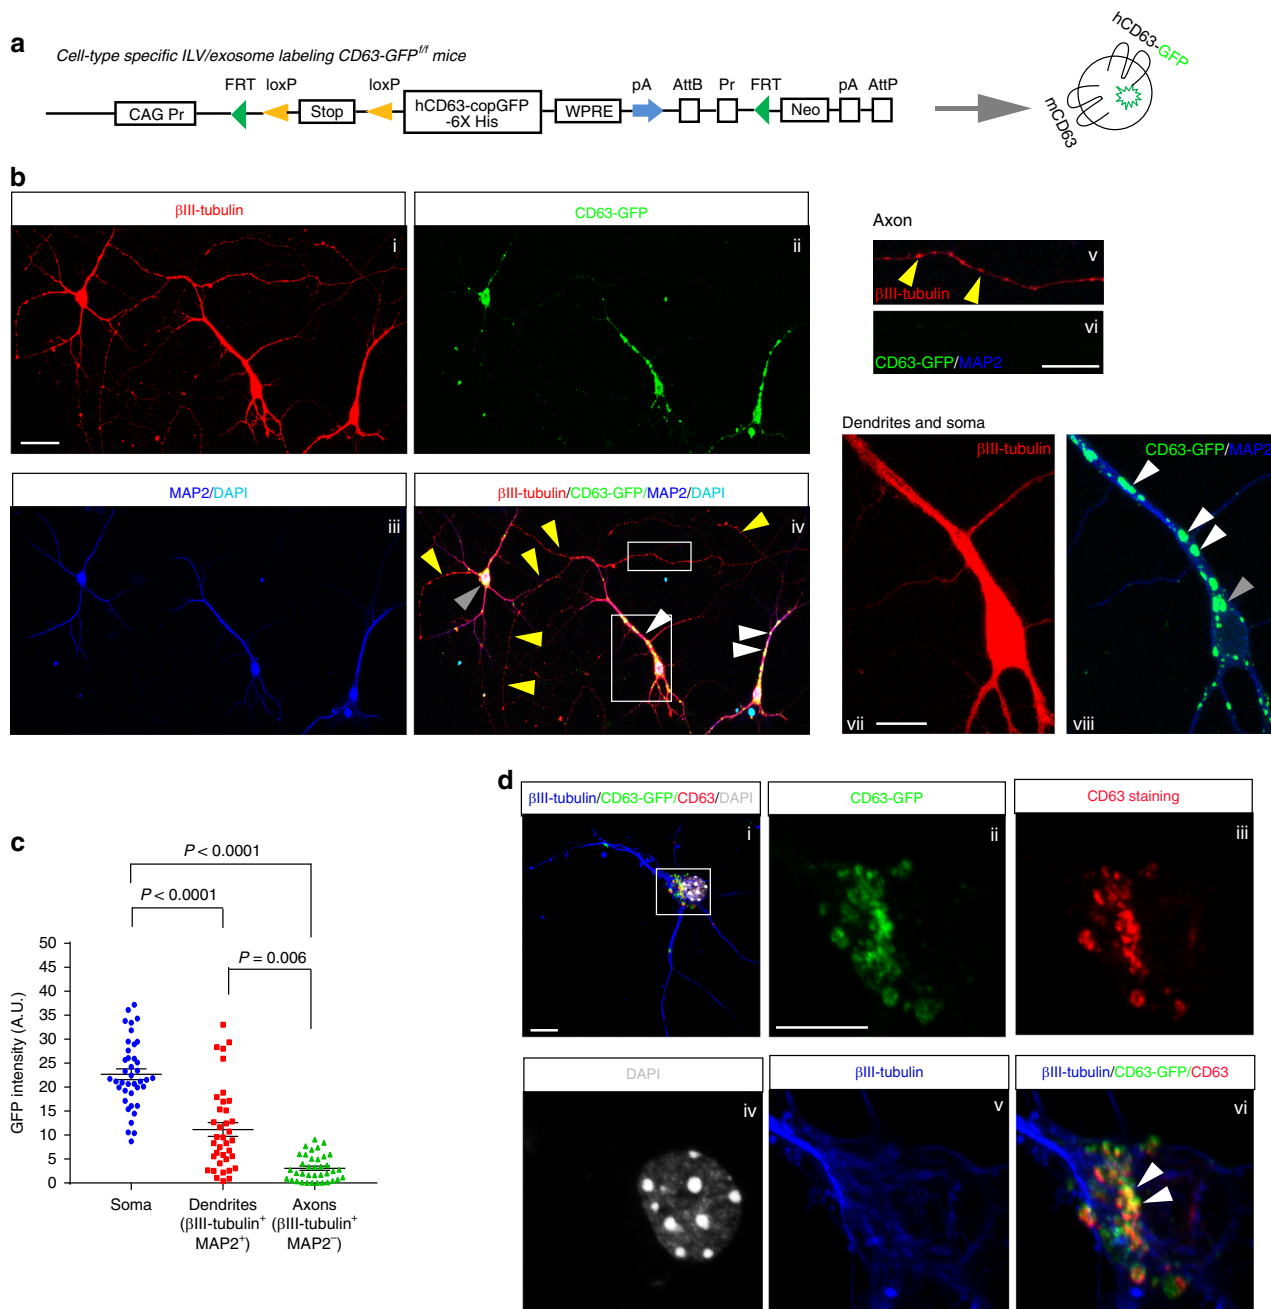 a
Cell-type specific ILV/exosome labeling CD63-GFP^f/f mice
FRT loxP loxP pA AttB Pr FRT pA AttP
CAG Pr Stop hCD63-copGFP -6X His WPRE Neo
hCD63-GFP
mCD63
b
βIII-tubulin
i
CD63-GFP
ii
MAP2/DAPI
iii
βIII-tubulin/CD63-GFP/MAP2/DAPI
iv
Axon
v
βIII-tubulin
vi
CD63-GFP/MAP2
Dendrites and soma
βIII-tubulin
vii
CD63-GFP/MAP2
viii
c
P < 0.0001
P < 0.0001
P = 0.006
GFP intensity (A.U.)
50
45
40
35
30
25
20
15
10
5
0
Soma
Dendrites
(βIII-tubulin⁺
MAP2⁺)
Axons
(βIII-tubulin⁺
MAP2⁻)
d
βIII-tubulin/CD63-GFP/CD63/DAPI
i
CD63-GFP
ii
CD63 staining
iii
DAPI
iv
βIII-tubulin
v
βIII-tubulin/CD63-GFP/CD63
vi